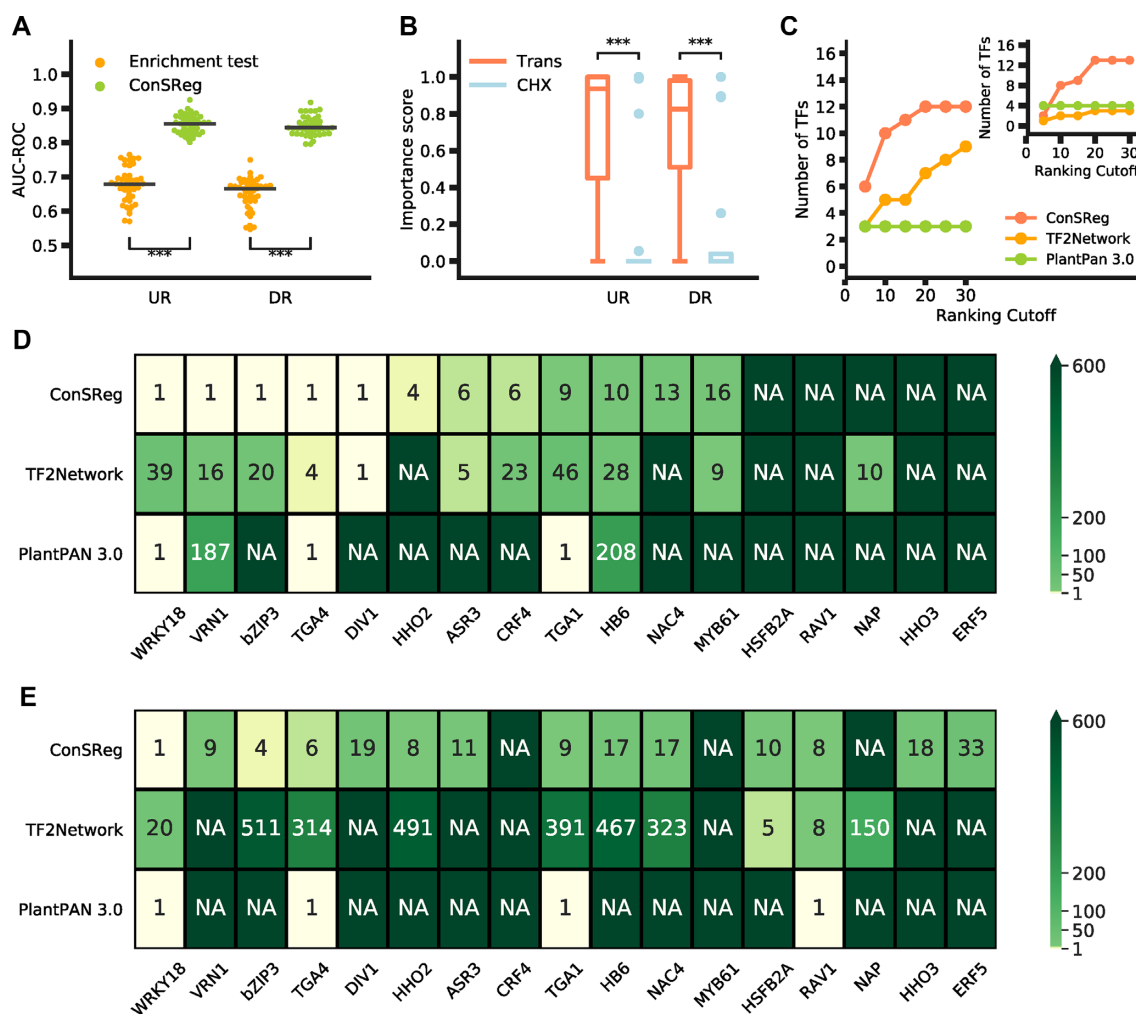 A
Enrichment test
ConSReg
AUC-ROC
1.0
0.9
0.8
0.7
0.6
0.5
***
***
UR
DR
B
Trans
CHX
***
***
Importance score
1.0
0.8
0.6
0.4
0.2
0.0
UR
DR
C
Number of TFs
16
14
12
10
8
6
4
2
0
0
10
20
30
Ranking Cutoff
ConSReg
TF2Network
PlantPan 3.0
Number of TFs
16
12
8
4
0
0
10
20
30
Ranking Cutoff
D
ConSReg 1 1 1 1 1 4 6 6 9 10 13 16 NA NA NA NA NA
TF2Network 39 16 20 4 1 NA 5 23 46 28 NA 9 NA NA 10 NA NA
PlantPAN 3.0 1 187 NA 1 NA NA NA NA 1 208 NA NA NA NA NA NA NA
WRKY18 VRN1 bZIP3 TGA4 DIV1 HHO2 ASR3 CRF4 TGA1 HB6 NAC4 MYB61 HSFB2A RAV1 NAP HHO3 ERF5
600
200
100
50
1
E
ConSReg 1 9 4 6 19 8 11 NA 9 17 17 NA 10 8 NA 18 33
TF2Network 20 NA 511 314 NA 491 NA NA 391 467 323 NA 5 8 150 NA NA
PlantPAN 3.0 1 NA NA 1 NA NA NA NA 1 NA NA NA NA 1 NA NA NA
WRKY18 VRN1 bZIP3 TGA4 DIV1 HHO2 ASR3 CRF4 TGA1 HB6 NAC4 MYB61 HSFB2A RAV1 NAP HHO3 ERF5
600
200
100
50
1